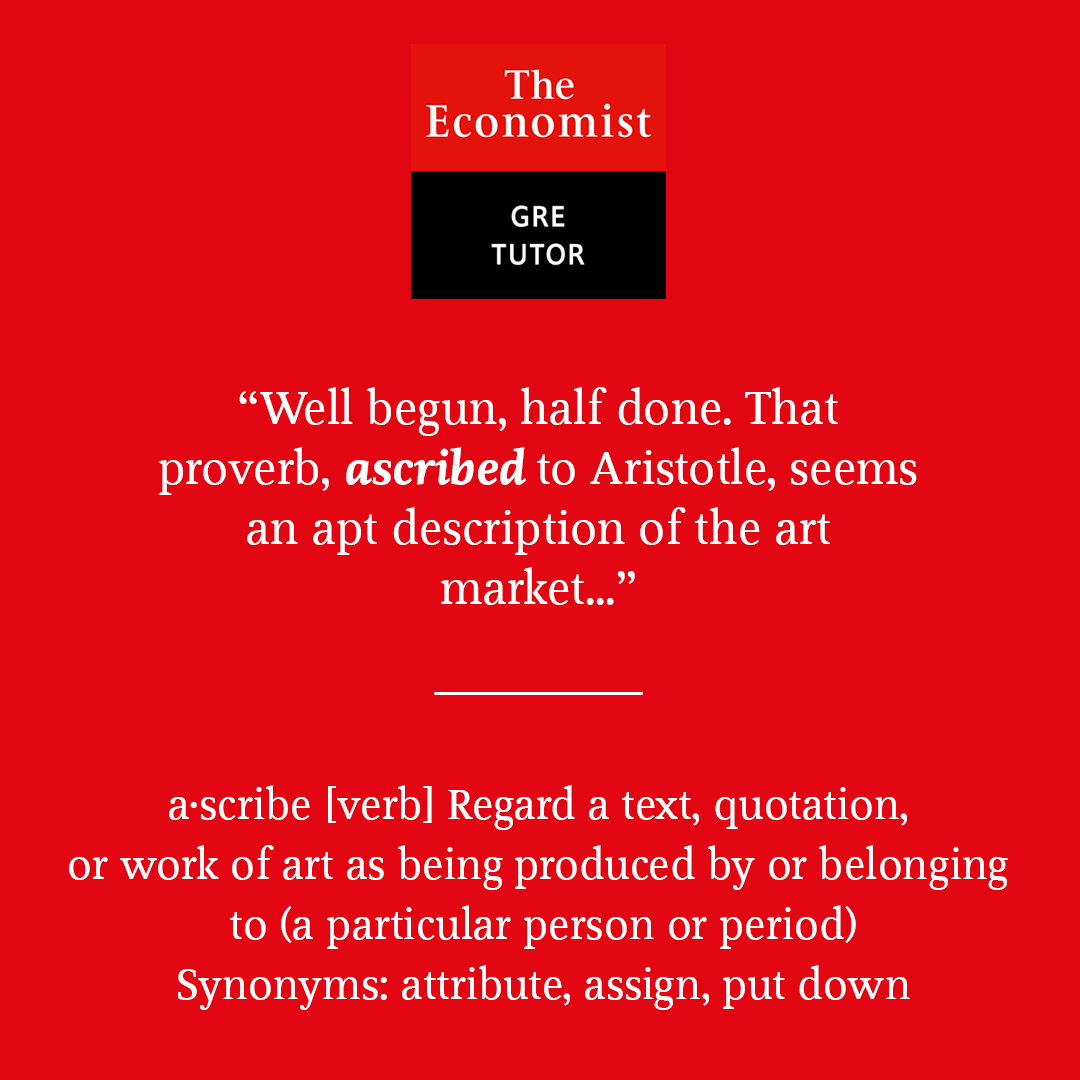 The
Economist
GRE
TUTOR
“Well begun, half done. That
proverb, ascribed to Aristotle, seems
an apt description of the art
market...”
a·scribe [verb] Regard a text, quotation,
or work of art as being produced by or belonging
to (a particular person or period)
Synonyms: attribute, assign, put down